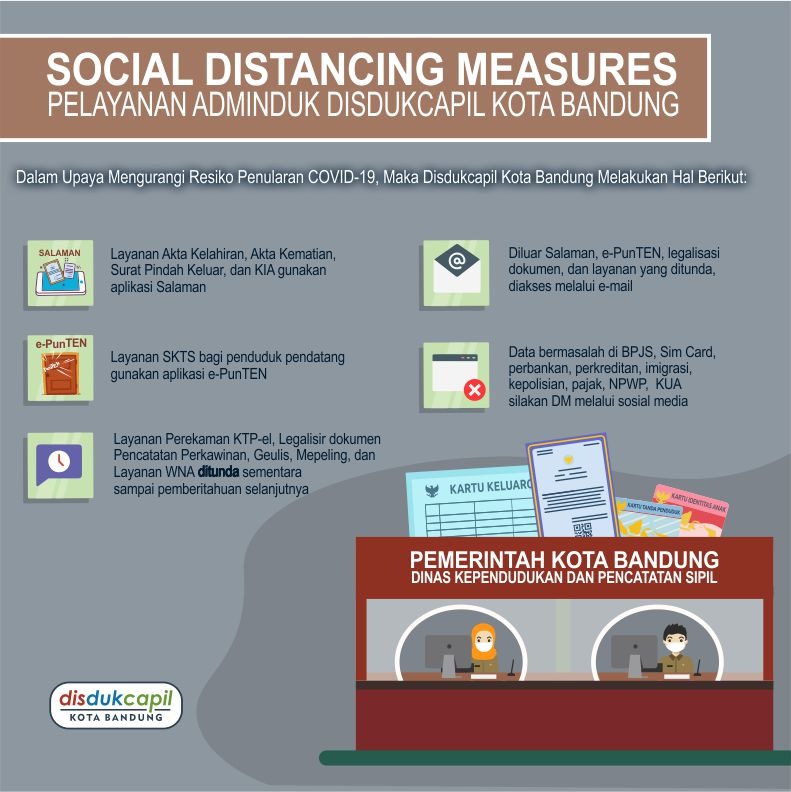 SOCIAL DISTANCING MEASURES
PELAYANAN ADMINDUK DISDUKCAPIL KOTA BANDUNG
Dalam Upaya Mengurangi Resiko Penularan COVID-19, Maka Disdukcapil Kota Bandung Melakukan Hal Berikut:
SALAMAN
Layanan Akta Kelahiran, Akta Kematian,
Surat Pindah Keluar, dan KIA gunakan
aplikasi Salaman
e-PunTEN
Layanan SKTS bagi penduduk pendatang
gunakan aplikasi e-PunTEN
Layanan Perekaman KTP-el, Legalisir dokumen
Pencatatan Perkawinan, Geulis, Mepeling, dan
Layanan WNA ditunda sementara
sampai pemberitahuan selanjutnya
@
Diluar Salaman, e-PunTEN, legalisasi
dokumen, dan layanan yang ditunda,
diakses melalui e-mail
Data bermasalah di BPJS, Sim Card,
perbankan, perkreditan, imigrasi,
kepolisian, pajak, NPWP, KUA
silakan DM melalui sosial media
KARTU KELUARG
KARTU TANDA PENDUDUK
KARTU IDENTITAS ANAK
PEMERINTAH KOTA BANDUNG
DINAS KEPENDUDUKAN DAN PENCATATAN SIPIL
disdukcapil
KOTA BANDUNG